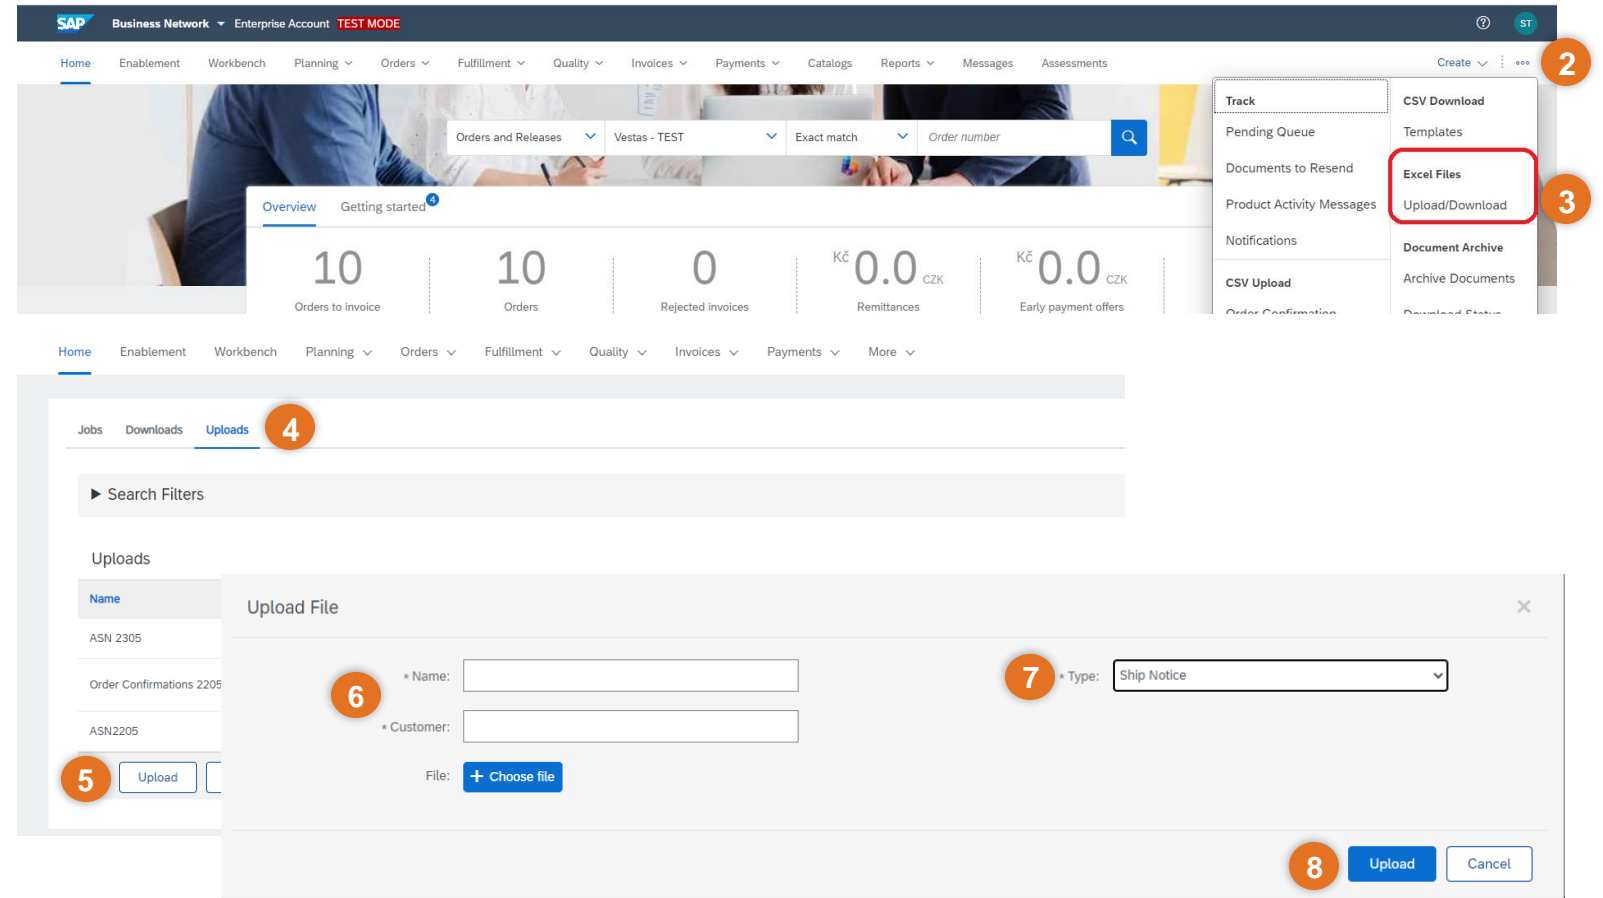 SAP Business Network Enterprise Account TEST MODE ST
Home Enablement Workbench Planning Orders Fulfillment Quality Invoices Payments Catalogs Reports Messages Assessments Create
2
Track
Pending Queue
Documents to Resend
Product Activity Messages
Notifications
CSV Upload
Order Confirmation
CSV Download
Templates
Excel Files
Upload/Download
3
Document Archive
Archive Documents
Download Status
Orders and Releases Vestas - TEST Exact match Order number
Overview Getting started 4
10 10 0 Kč 0.0 CZK Kč 0.0 CZK
Orders to invoice Orders Rejected invoices Remittances Early payment offers
Home Enablement Workbench Planning Orders Fulfillment Quality Invoices Payments More
Jobs Downloads Uploads 4
Search Filters
Uploads
Name
ASN 2305
Order Confirmations 2205
ASN2205
5 Upload
Upload File
6
* Name:
* Customer:
File: + Choose file
7 * Type: Ship Notice
8 Upload Cancel